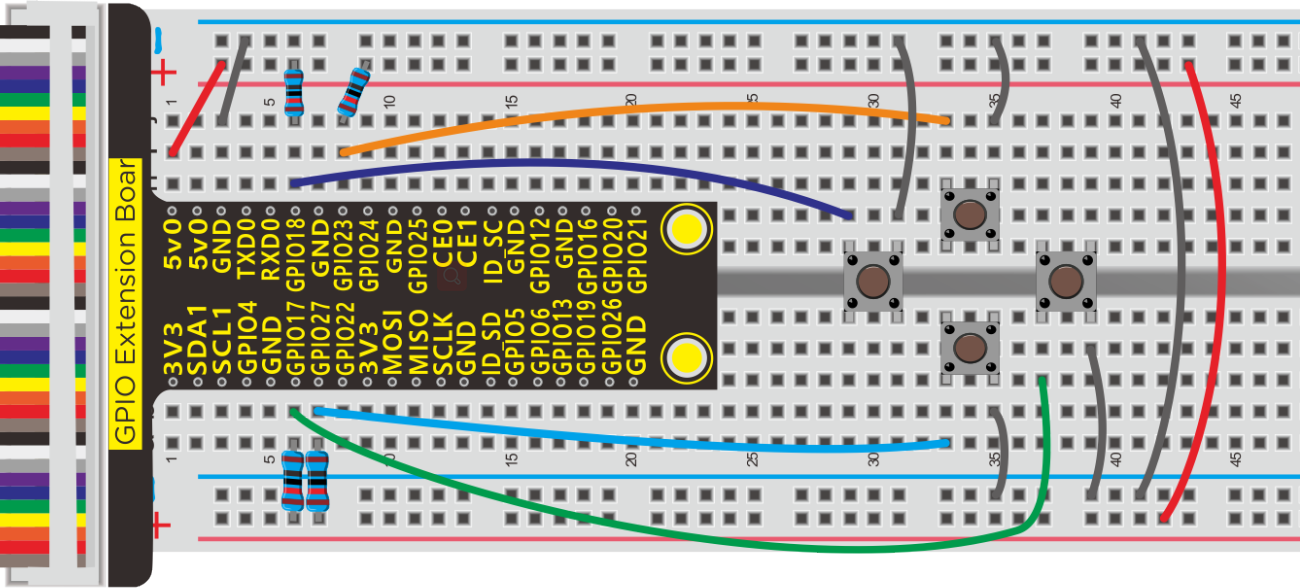 1 5 10 15 20 25 30 35 40 45
GPIO Extension Boar
5v0
5v0
GND
TXD0
RXD0
GPIO18
GND
GPIO23
GPIO24
GND
GPIO25
CE0
CE1
ID_SC
GND
GPIO12
GND
GPIO16
GPIO20
GPIO21
3V3
SDA1
SCL1
GPIO4
GND
GPIO17
GPIO27
GPIO22
3V3
MOSI
MISO
SCLK
GND
ID_SD
GPIO5
GPIO6
GPIO13
GPIO19
GPIO26
GND
1 5 15 20 25 30 35 40 45